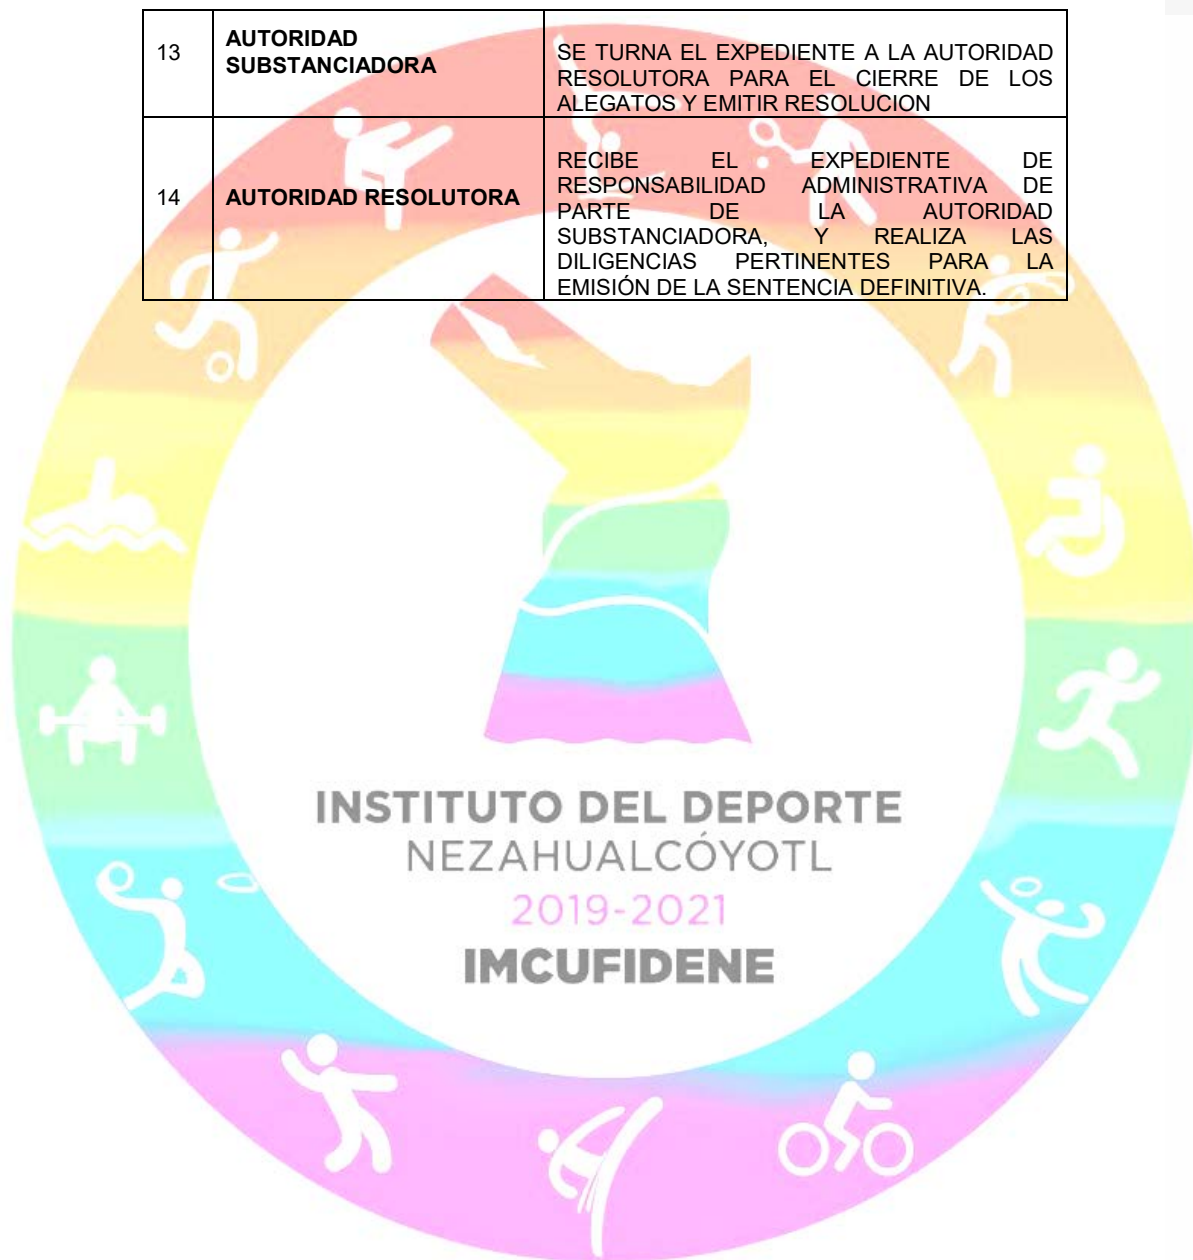 13
AUTORIDAD
SUBSTANCIADORA
SE TURNA EL EXPEDIENTE A LA AUTORIDAD
RESOLUTORA PARA EL CIERRE DE LOS
ALEGATOS Y EMITIR RESOLUCION
14
AUTORIDAD RESOLUTORA
RECIBE EL EXPEDIENTE DE
RESPONSABILIDAD ADMINISTRATIVA DE
PARTE DE LA AUTORIDAD
SUBSTANCIADORA, Y REALIZA LAS
DILIGENCIAS PERTINENTES PARA LA
EMISIÓN DE LA SENTENCIA DEFINITIVA.
INSTITUTO DEL DEPORTE
NEZAHUALCÓYOTL
2019-2021
IMCUFIDENE